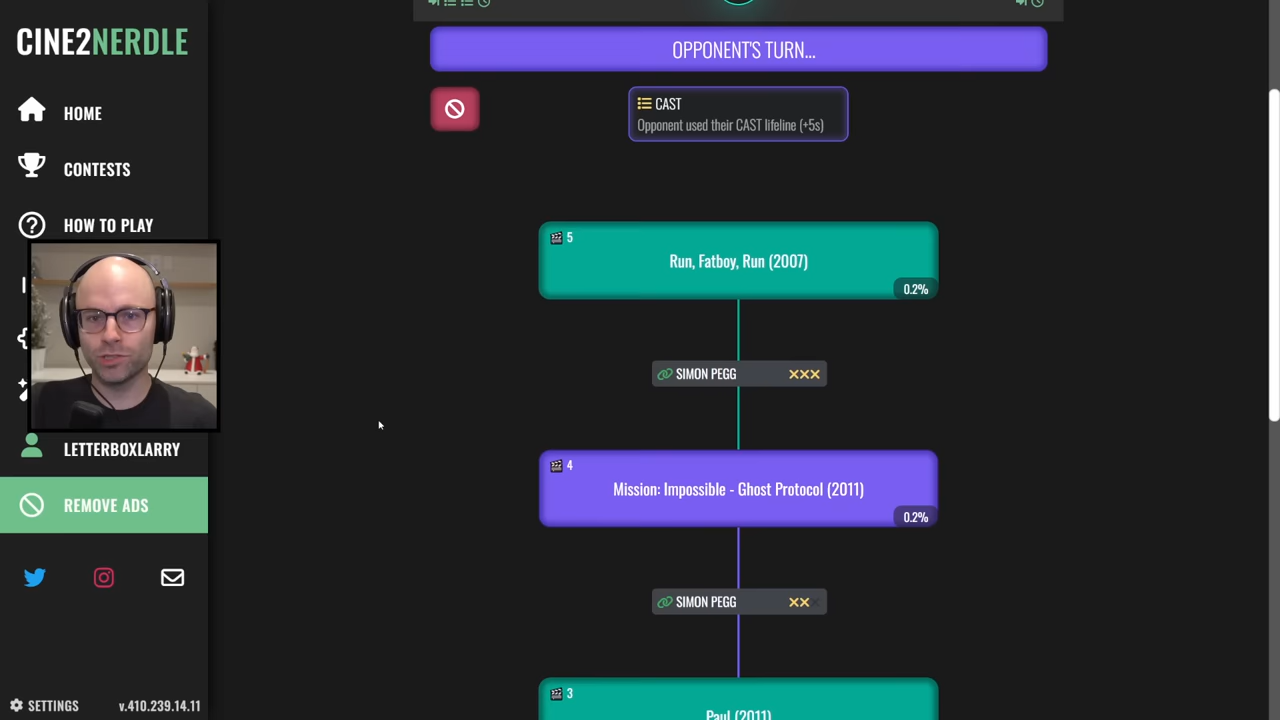 CINE2NERDLE
HOME
CONTESTS
HOW TO PLAY
LETTERBOXLARRY
REMOVE ADS
SETTINGS
v.410.239.14.11
OPPONENT'S TURN...
CAST
Opponent used their CAST lifeline (+5s)
5
Run, Fatboy, Run (2007)
0.2%
SIMON PEGG
4
Mission: Impossible - Ghost Protocol (2011)
0.2%
SIMON PEGG
3
Paul (2011)